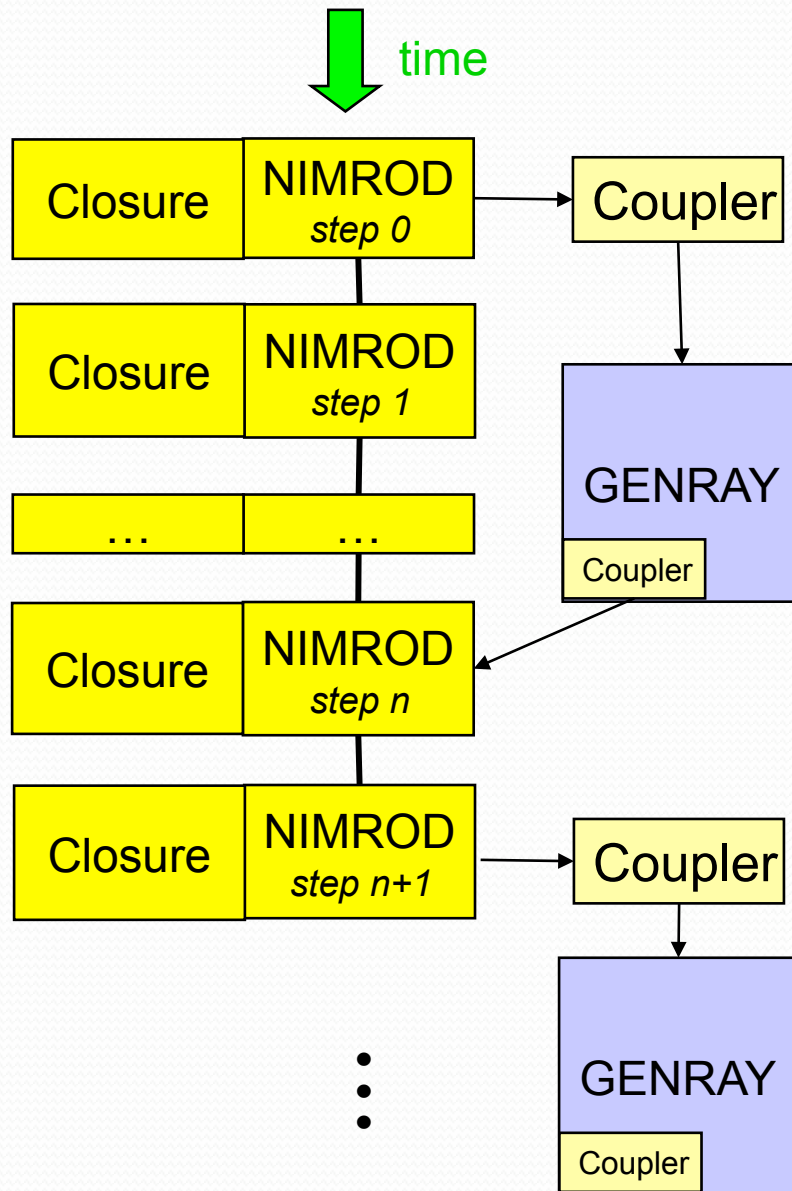 time
Closure
NIMROD
step 0
Coupler
Closure
NIMROD
step 1
GENRAY
Coupler
...
...
Closure
NIMROD
step n
Closure
NIMROD
step n+1
Coupler
GENRAY
Coupler